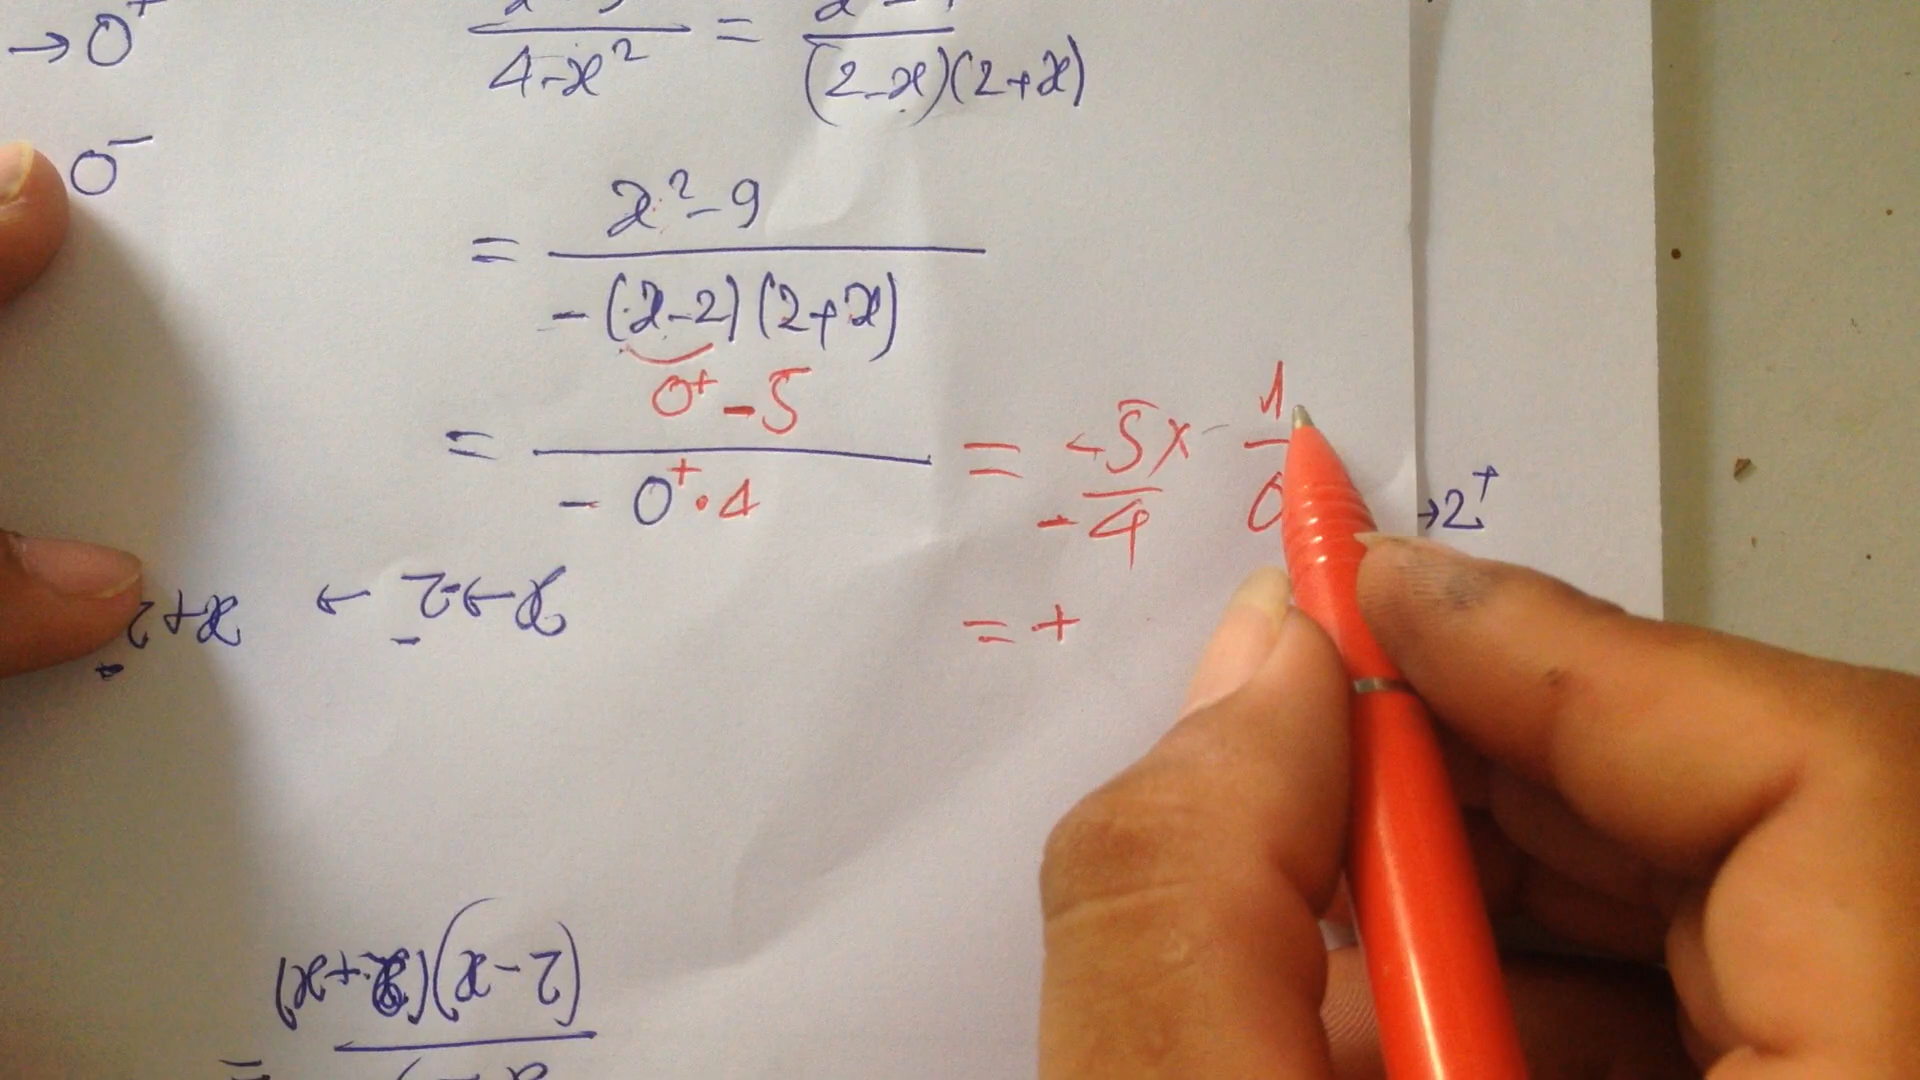 → 0⁺
4-x² = (2-x)(2+x)
0⁻
= x²-9 / -(x-2)(2+x)
0⁺
= -5 / - 0⁺·4 = -5/-4 × 1/0
→2⁺
x→-2 → x+2
= +
(2-x)(2+x)
=